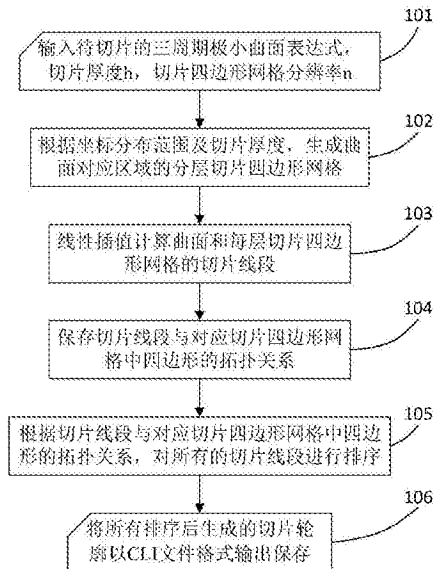 101
输入待切片的三周期极小曲面表达式，
切片厚度h，切片四边形网格分辨率n
102
根据坐标分布范围及切片厚度，生成曲
面对应区域的分层切片四边形网格
103
线性插值计算曲面和每层切片四边
形网格的切片线段
104
保存切片线段与对应切片四边形网
格中四边形的拓扑关系
105
根据切片线段与对应切片四边形网格中四边
形的拓扑关系，对所有的切片线段进行排序
106
将所有排序后生成的切片轮
廓以CLI文件格式输出保存